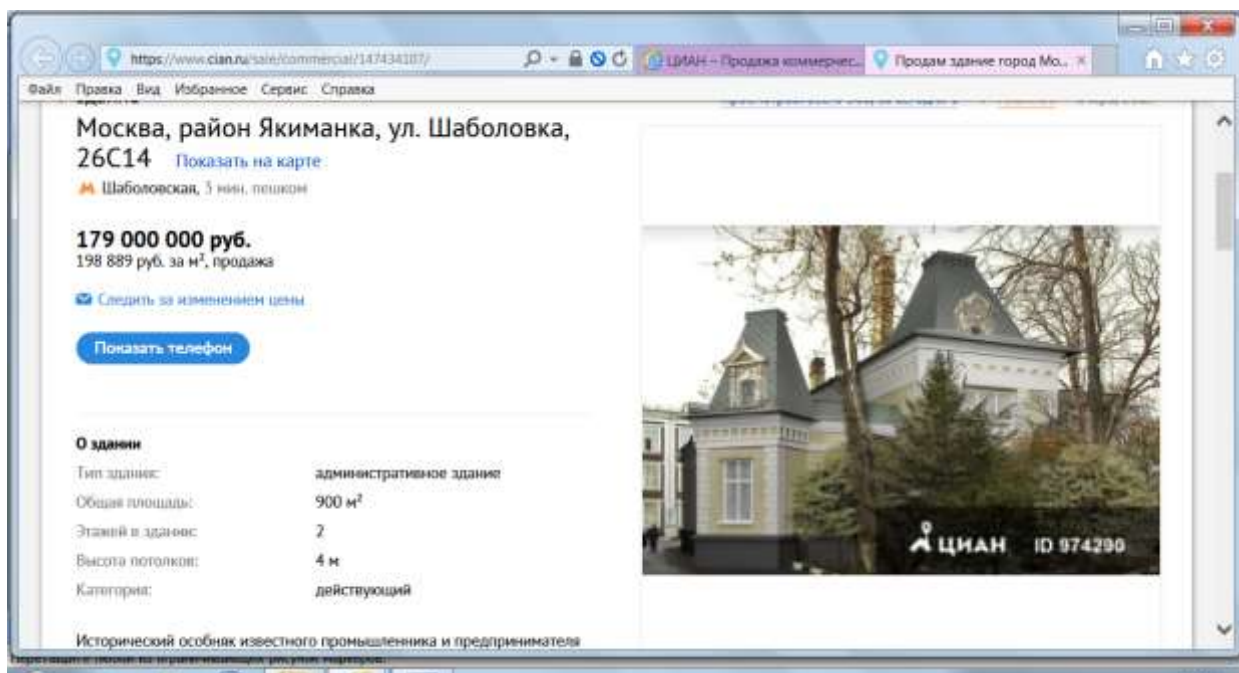 https://www.cian.ru/sale/commercial/147434107/
ЦИАН – Продажа коммерчес...
Продам здание город Мо...
Файл Правка Вид Избранное Сервис Справка
Москва, район Якиманка, ул. Шаболовка,
26С14 Показать на карте
Шаболовская, 3 мин. пешком
179 000 000 руб.
198 889 руб. за м², продажа
Следить за изменением цены
Показать телефон
О здании
Тип здания: административное здание
Общая площадь: 900 м²
Этажей в здании: 2
Высота потолков: 4 м
Категория: действующий
Исторический особняк известного промышленника и предпринимателя
ЦИАН ID 974290